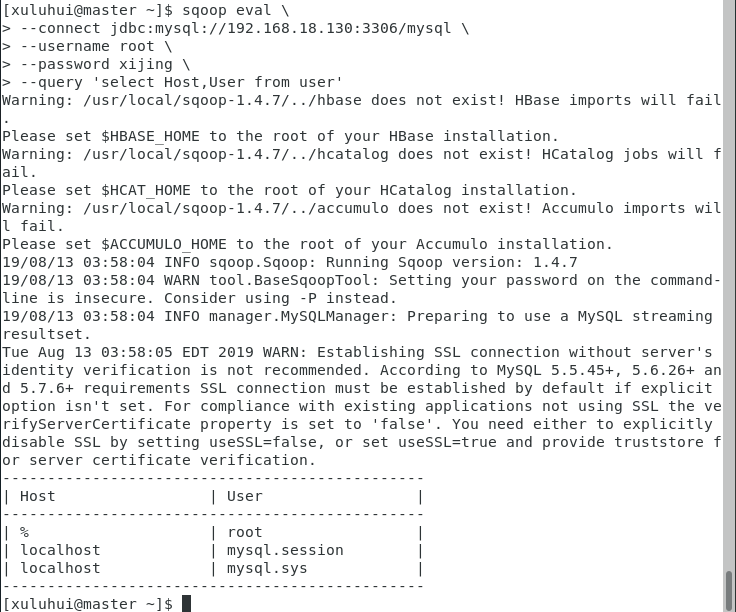 [xuluhui@master ~]$ sqoop eval \
> --connect jdbc:mysql://192.168.18.130:3306/mysql \
> --username root \
> --password xijing \
> --query 'select Host,User from user'
Warning: /usr/local/sqoop-1.4.7/../hbase does not exist! HBase imports will fail
.
Please set $HBASE_HOME to the root of your HBase installation.
Warning: /usr/local/sqoop-1.4.7/../hcatalog does not exist! HCatalog jobs will f
ail.
Please set $HCAT_HOME to the root of your HCatalog installation.
Warning: /usr/local/sqoop-1.4.7/../accumulo does not exist! Accumulo imports wil
l fail.
Please set $ACCUMULO_HOME to the root of your Accumulo installation.
19/08/13 03:58:04 INFO sqoop.Sqoop: Running Sqoop version: 1.4.7
19/08/13 03:58:04 WARN tool.BaseSqoopTool: Setting your password on the command-
line is insecure. Consider using -P instead.
19/08/13 03:58:04 INFO manager.MySQLManager: Preparing to use a MySQL streaming
resultset.
Tue Aug 13 03:58:05 EDT 2019 WARN: Establishing SSL connection without server's
identity verification is not recommended. According to MySQL 5.5.45+, 5.6.26+ an
d 5.7.6+ requirements SSL connection must be established by default if explicit
option isn't set. For compliance with existing applications not using SSL the ve
rifyServerCertificate property is set to 'false'. You need either to explicitly
disable SSL by setting useSSL=false, or set useSSL=true and provide truststore f
or server certificate verification.
-----------------------------------------------
| Host                 | User                 |
-----------------------------------------------
| %                    | root                 |
| localhost            | mysql.session        |
| localhost            | mysql.sys            |
-----------------------------------------------
[xuluhui@master ~]$